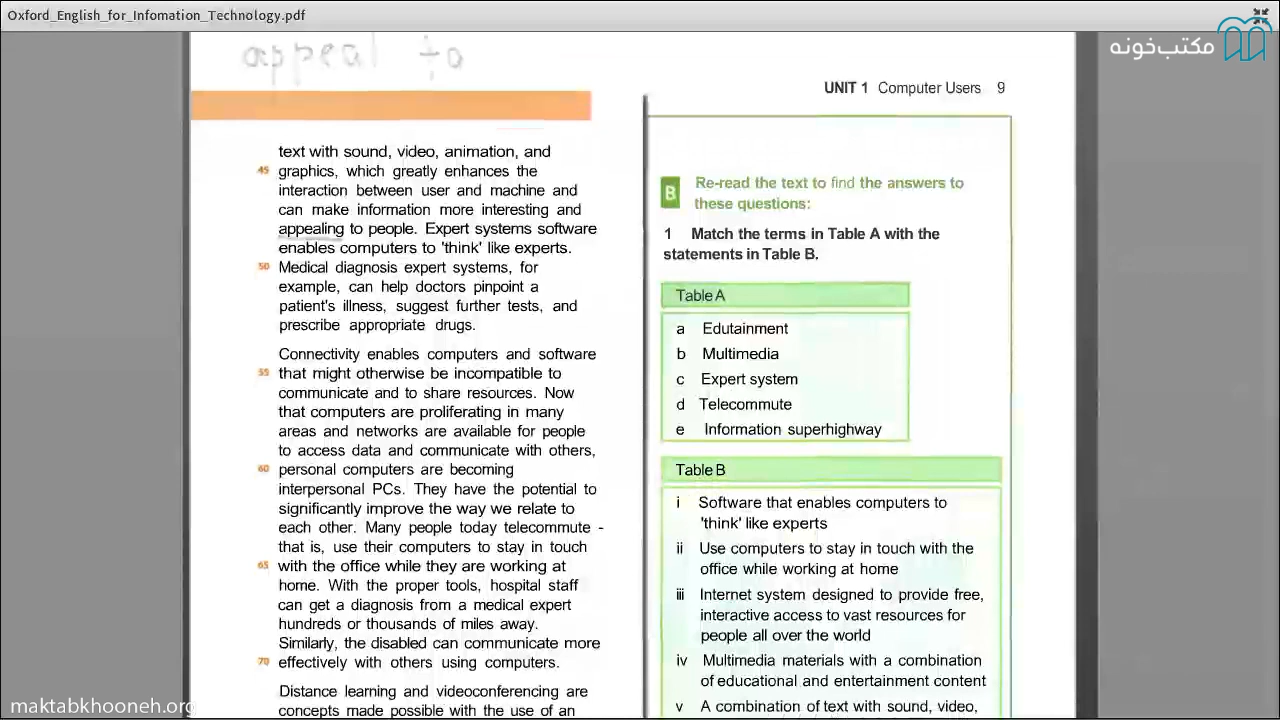 Oxford_English_for_Infomation_Technology.pdf
مکتب‌خونه
appeal to
UNIT 1 Computer Users 9
text with sound, video, animation, and
45 graphics, which greatly enhances the
interaction between user and machine and
can make information more interesting and
appealing to people. Expert systems software
enables computers to 'think' like experts.
50 Medical diagnosis expert systems, for
example, can help doctors pinpoint a
patient's illness, suggest further tests, and
prescribe appropriate drugs.
Connectivity enables computers and software
55 that might otherwise be incompatible to
communicate and to share resources. Now
that computers are proliferating in many
areas and networks are available for people
to access data and communicate with others,
60 personal computers are becoming
interpersonal PCs. They have the potential to
significantly improve the way we relate to
each other. Many people today telecommute -
that is, use their computers to stay in touch
65 with the office while they are working at
home. With the proper tools, hospital staff
can get a diagnosis from a medical expert
hundreds or thousands of miles away.
Similarly, the disabled can communicate more
70 effectively with others using computers.
Distance learning and videoconferencing are
concepts made possible with the use of an
B Re-read the text to find the answers to
these questions:
1 Match the terms in Table A with the
statements in Table B.
Table A
a Edutainment
b Multimedia
c Expert system
d Telecommute
e Information superhighway
Table B
i Software that enables computers to
'think' like experts
ii Use computers to stay in touch with the
office while working at home
iii Internet system designed to provide free,
interactive access to vast resources for
people all over the world
iv Multimedia materials with a combination
of educational and entertainment content
v A combination of text with sound, video,
maktabkhooneh.org